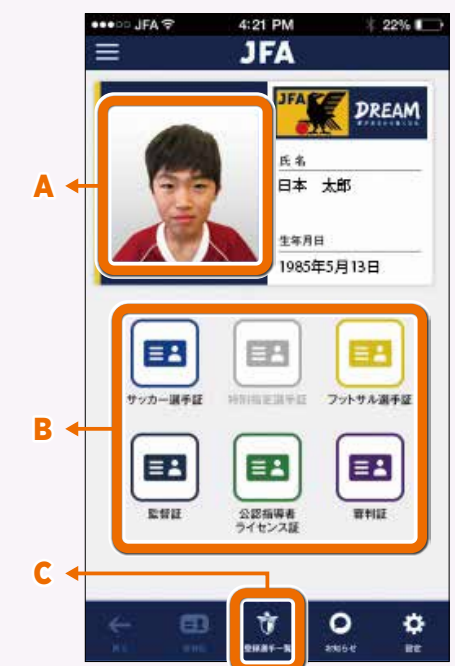 JFA 4:21 PM 22%
JFA
JFA DREAM
氏名
日本 太郎
生年月日
1985年5月13日
A
サッカー選手証 特別指定選手証 フットサル選手証
B
監督証 公認指導者 審判証
ライセンス証
C
戻る 登録選手一覧 お知らせ 設定